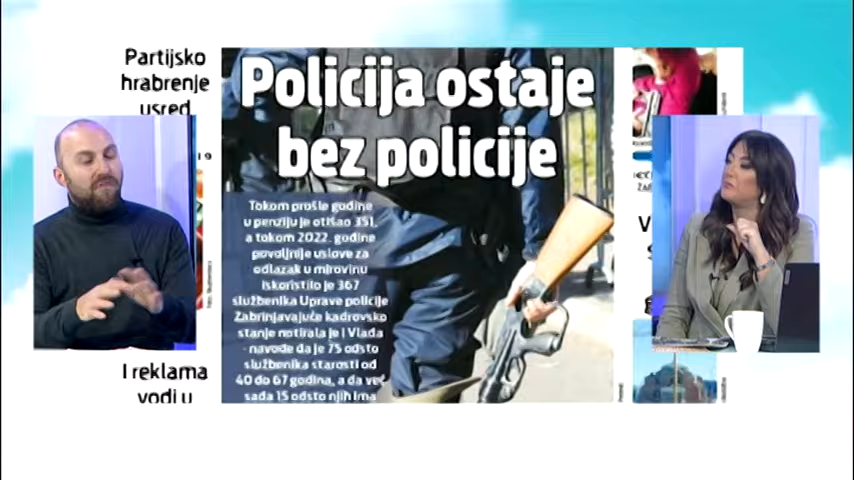 Partijsko
hrabrenje
usred
Policija ostaje
bez policije
Tokom prošle godine
u penziju je otišao 351,
a tokom 2022. godine
povoljnije uslove za
odlazak u mirovinu
iskoristilo je 367
službenika Uprave policije
Zabrinjavajuće kadrovsko
stanje notirala je i Vlada
- navode da je 75 odsto
službenika starosti od
40 do 67 godina, a da već
sada 15 odsto njih ima
I reklama
vodi u